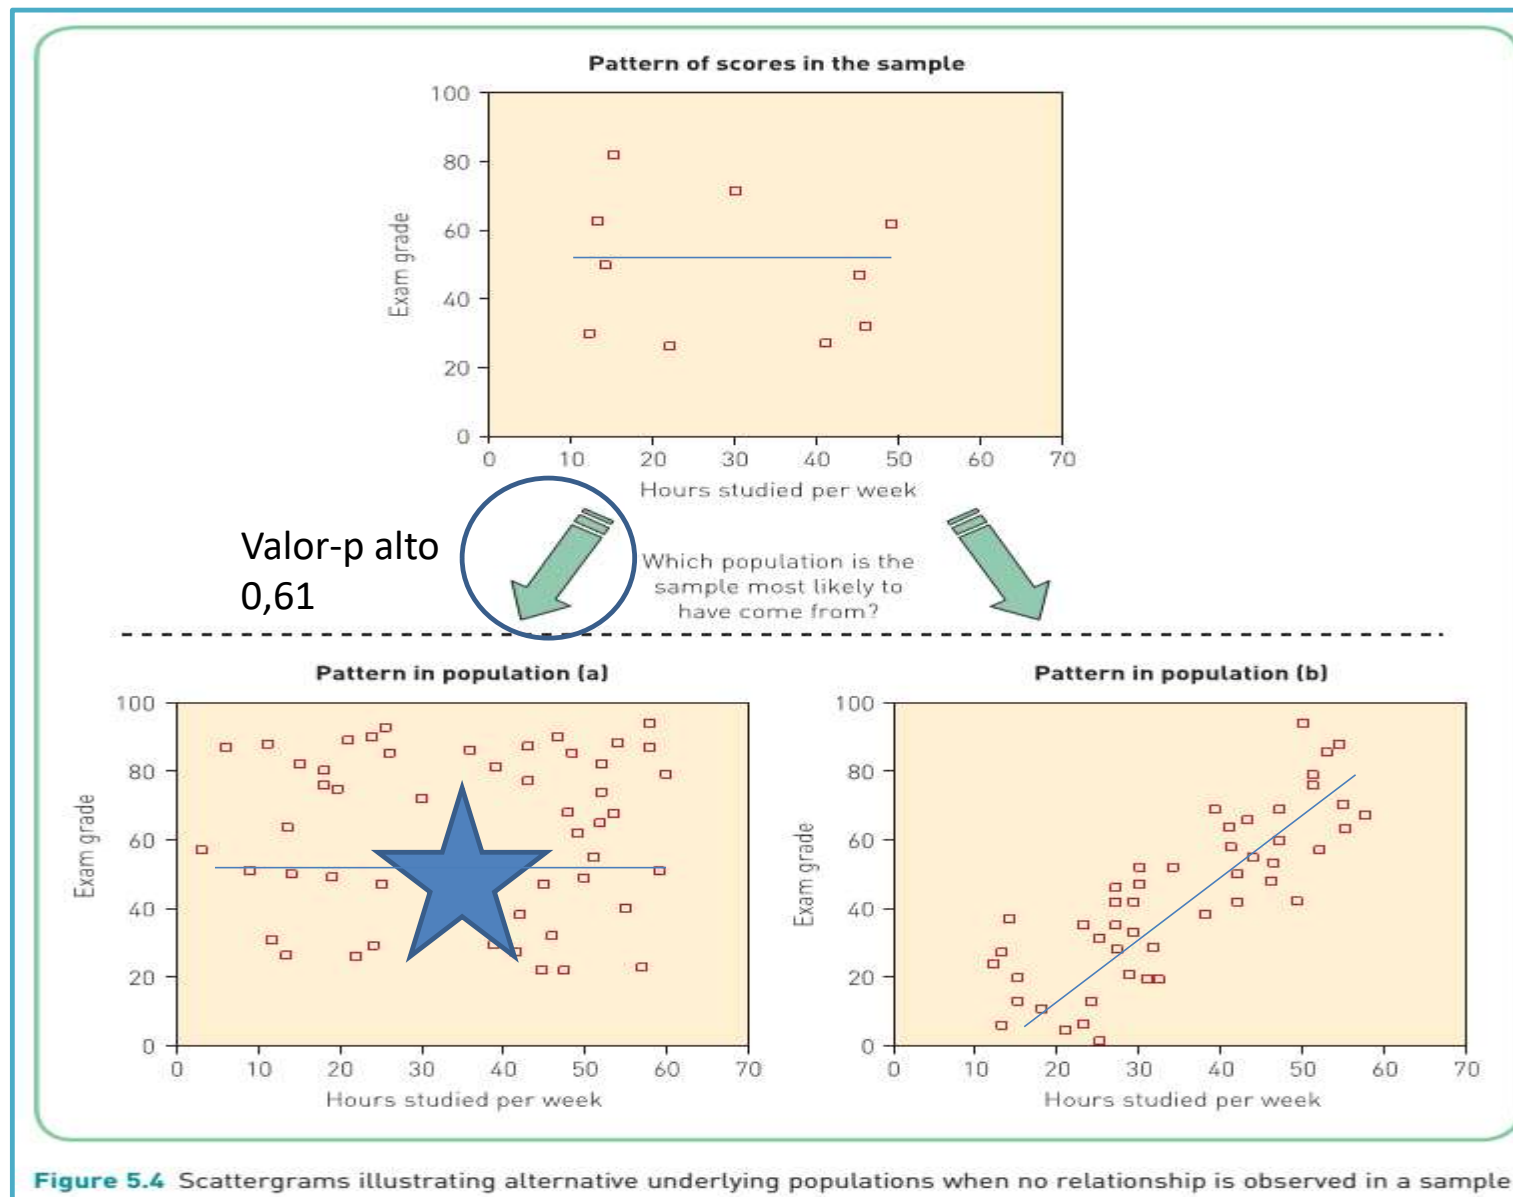 Pattern of scores in the sample
100
80
60
40
20
0
Exam grade
0 10 20 30 40 50 60 70
Hours studied per week
Valor-p alto
0,61
Which population is the
sample most likely to
have come from?
Pattern in population (a)
100
80
60
40
20
0
Exam grade
0 10 20 30 40 50 60 70
Hours studied per week
Pattern in population (b)
100
80
60
40
20
0
Exam grade
0 10 20 30 40 50 60 70
Hours studied per week
Figure 5.4 Scattergrams illustrating alternative underlying populations when no relationship is observed in a sample